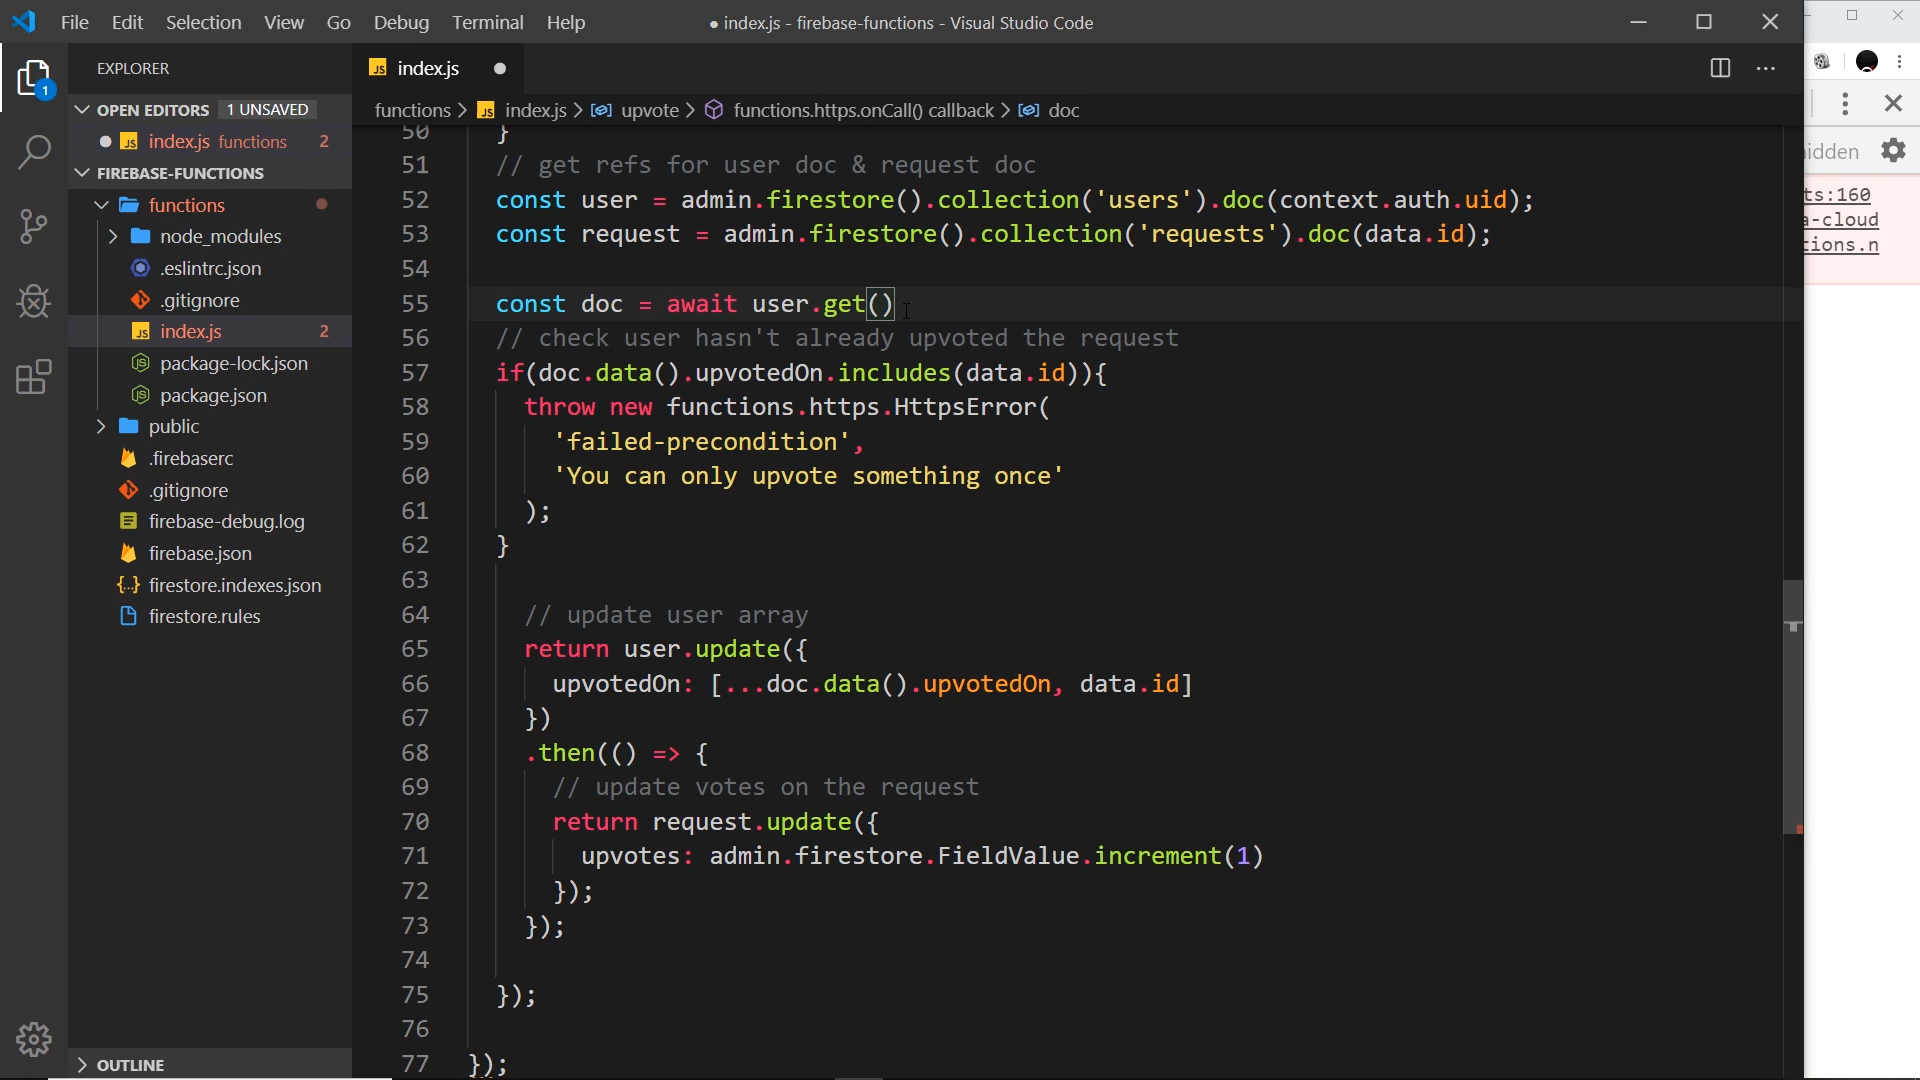 File Edit Selection View Go Debug Terminal Help
● index.js - firebase-functions - Visual Studio Code
EXPLORER
OPEN EDITORS 1 UNSAVED
index.js functions 2
FIREBASE-FUNCTIONS
functions
node_modules
.eslintrc.json
.gitignore
index.js 2
package-lock.json
package.json
public
.firebaserc
.gitignore
firebase-debug.log
firebase.json
firestore.indexes.json
firestore.rules
OUTLINE
1
JS index.js
functions > JS index.js > upvote > functions.https.onCall() callback > doc
50 }
51 // get refs for user doc & request doc
52 const user = admin.firestore().collection('users').doc(context.auth.uid);
53 const request = admin.firestore().collection('requests').doc(data.id);
54
55 const doc = await user.get()
56 // check user hasn't already upvoted the request
57 if(doc.data().upvotedOn.includes(data.id)){
58 throw new functions.https.HttpsError(
59 'failed-precondition',
60 'You can only upvote something once'
61 );
62 }
63
64 // update user array
65 return user.update({
66 upvotedOn: [...doc.data().upvotedOn, data.id]
67 })
68 .then(() => {
69 // update votes on the request
70 return request.update({
71 upvotes: admin.firestore.FieldValue.increment(1)
72 });
73 });
74
75 });
76
77 });
idden
ts:160
a-cloud
tions.n